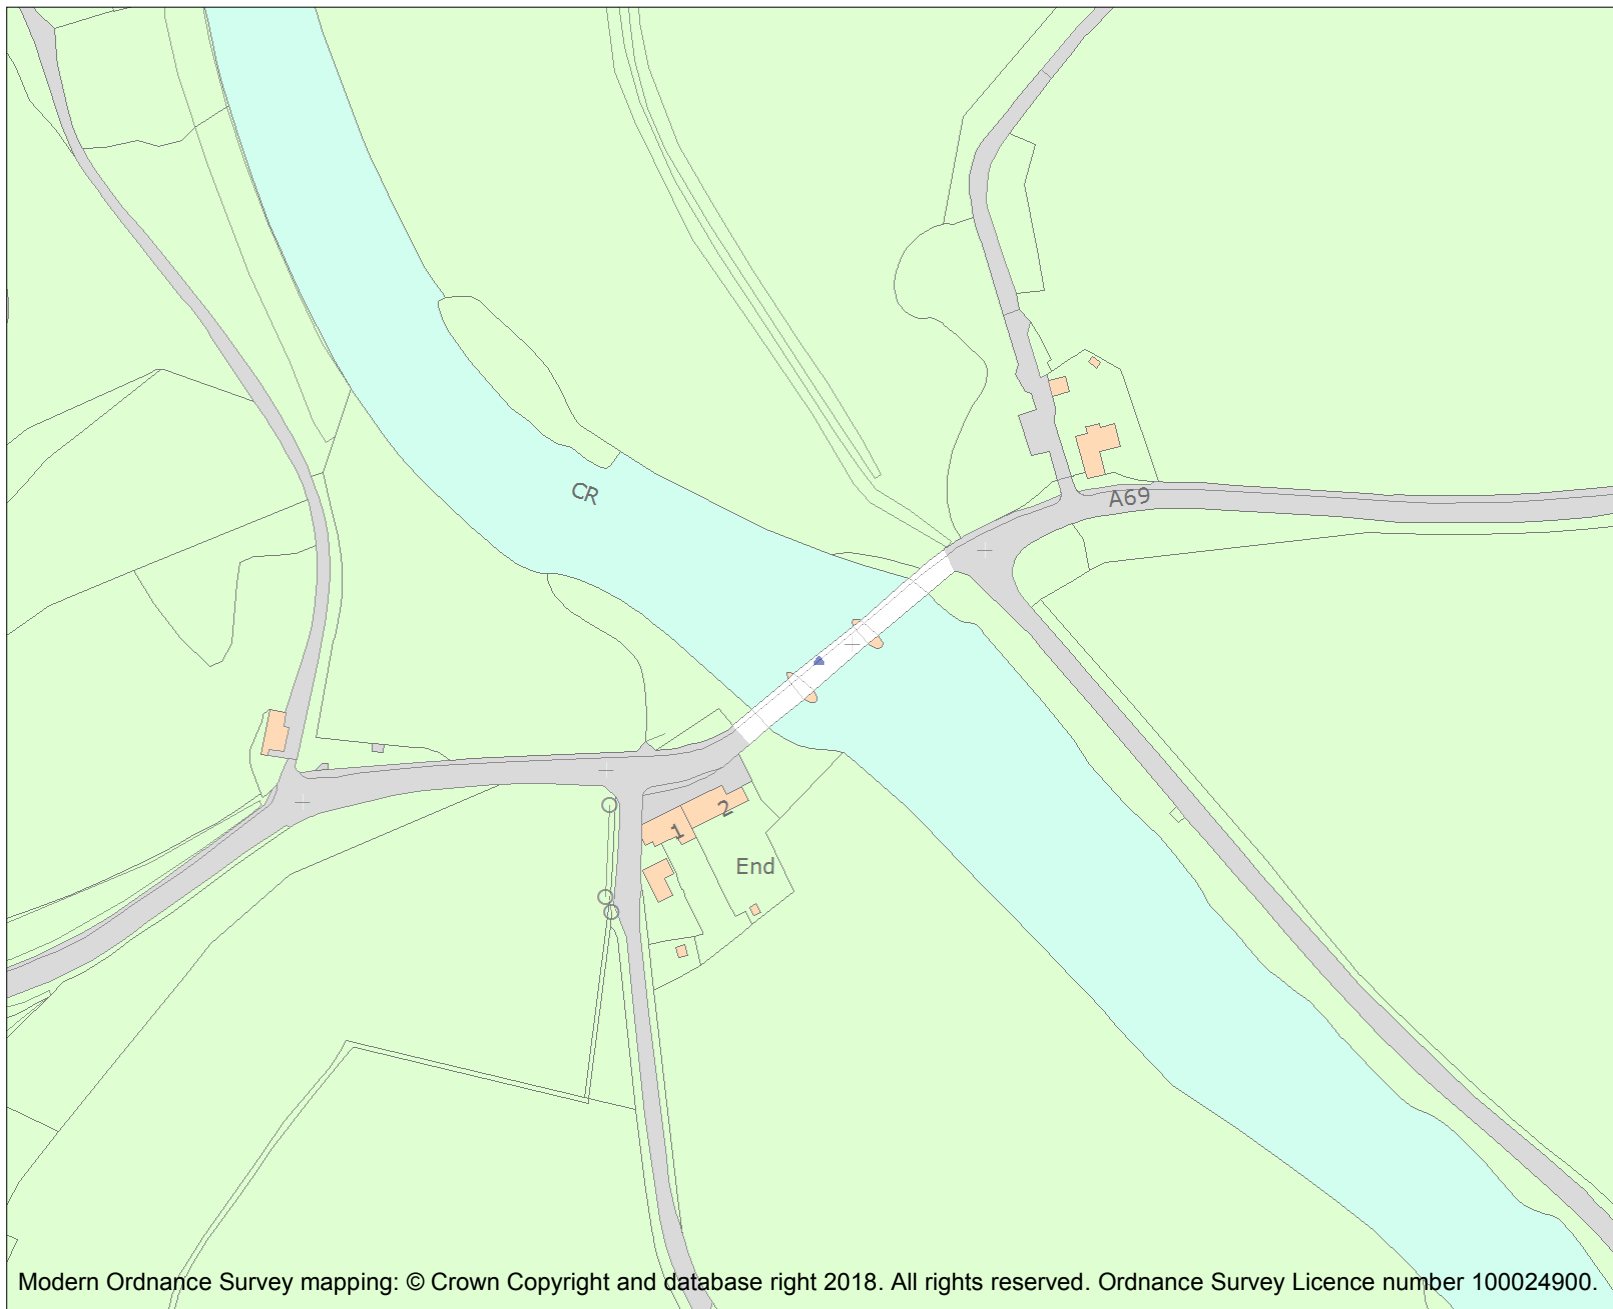 CR
A69
1
2
End
Modern Ordnance Survey mapping: © Crown Copyright and database right 2018. All rights reserved. Ordnance Survey Licence number 100024900.